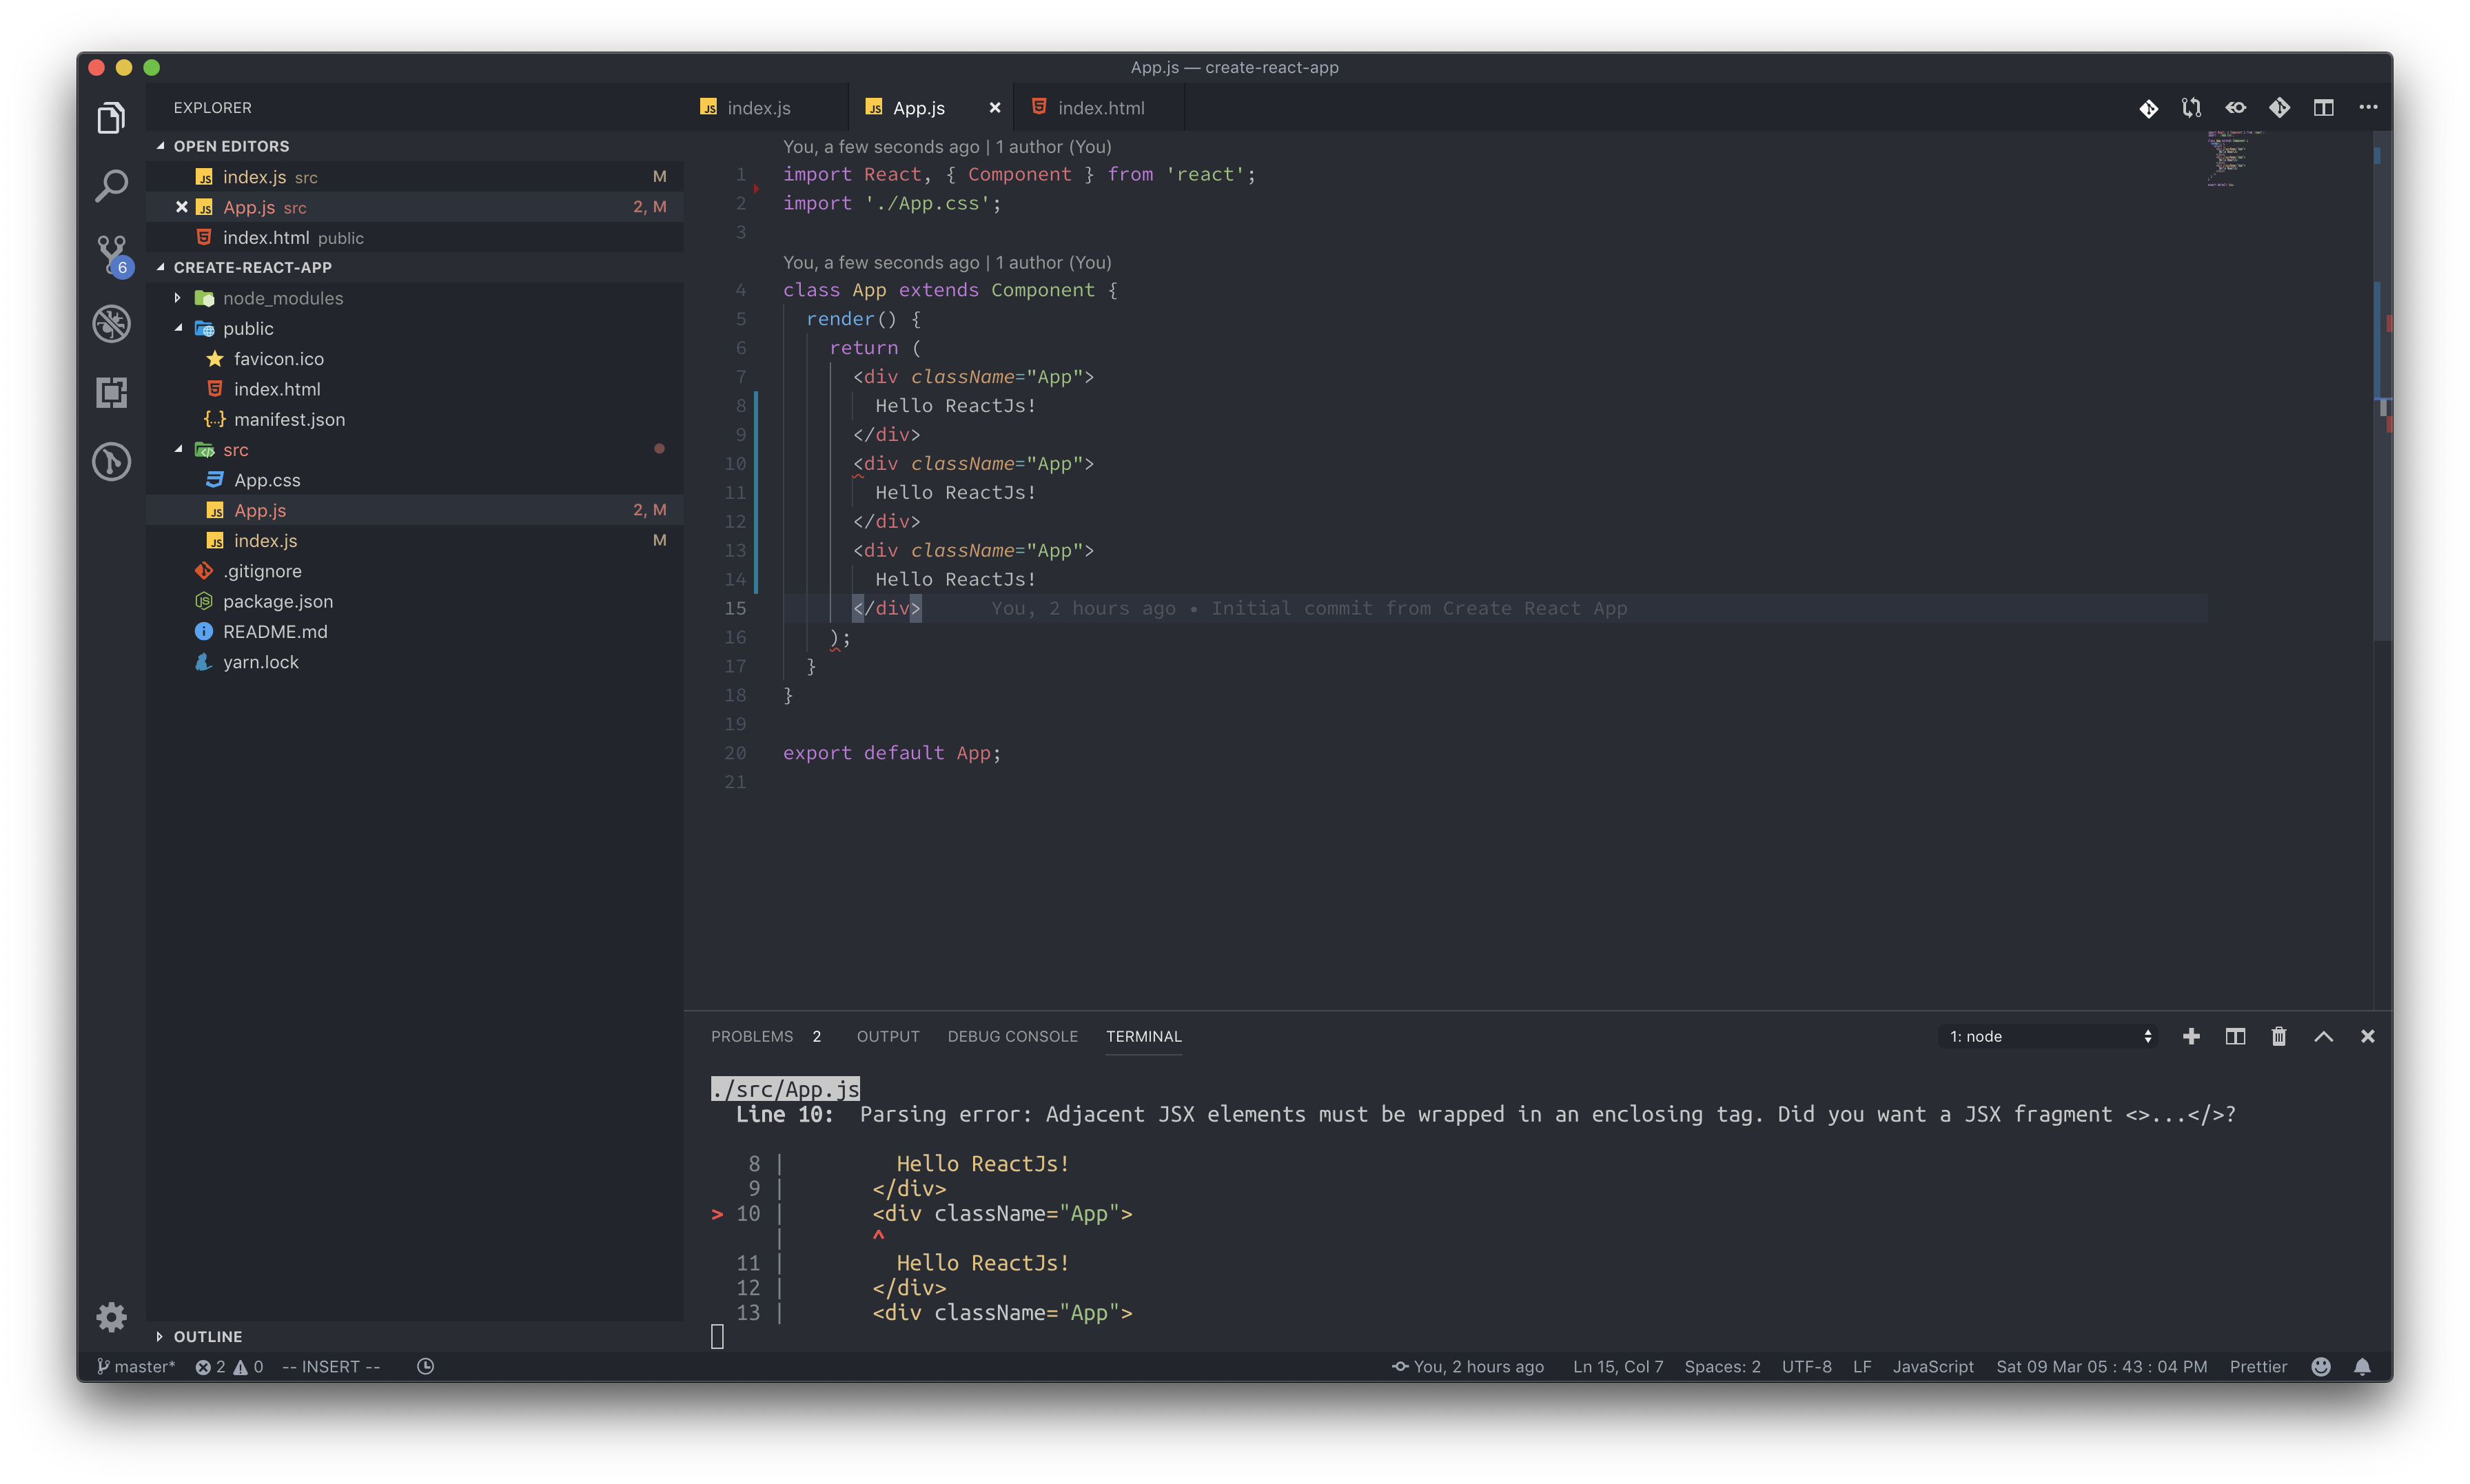 App.js — create-react-app
EXPLORER
OPEN EDITORS
index.js src M
App.js src 2, M
index.html public
CREATE-REACT-APP
node_modules
public
favicon.ico
index.html
manifest.json
src
App.css
App.js 2, M
index.js M
.gitignore
package.json
README.md
yarn.lock
OUTLINE
6
index.js
App.js
index.html
You, a few seconds ago | 1 author (You)
1 import React, { Component } from 'react';
2 import './App.css';
3
You, a few seconds ago | 1 author (You)
4 class App extends Component {
5 render() {
6 return (
7 <div className="App">
8 Hello ReactJs!
9 </div>
10 <div className="App">
11 Hello ReactJs!
12 </div>
13 <div className="App">
14 Hello ReactJs!
15 </div> You, 2 hours ago • Initial commit from Create React App
16 );
17 }
18 }
19
20 export default App;
21
PROBLEMS 2 OUTPUT DEBUG CONSOLE TERMINAL 1: node
./src/App.js
Line 10: Parsing error: Adjacent JSX elements must be wrapped in an enclosing tag. Did you want a JSX fragment <>...</>?
8 | Hello ReactJs!
9 | </div>
> 10 | <div className="App">
| ^
11 | Hello ReactJs!
12 | </div>
13 | <div className="App">
master* 2 0 -- INSERT -- You, 2 hours ago Ln 15, Col 7 Spaces: 2 UTF-8 LF JavaScript Sat 09 Mar 05 : 43 : 04 PM Prettier